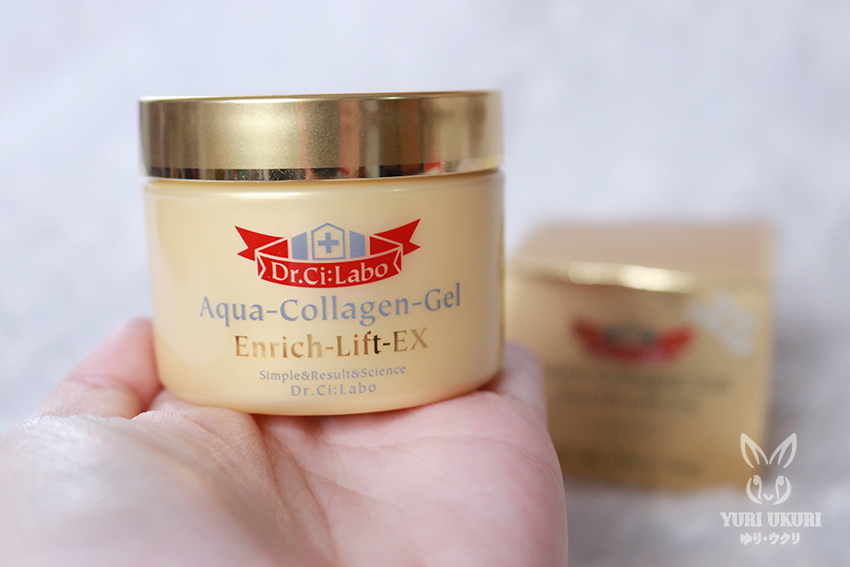 Dr.Ci:Labo
Aqua-Collagen-Gel
Enrich-Lift-EX
Simple&Result&Science
Dr.Ci:Labo
YURI UKURI
ゆり・ウクリ